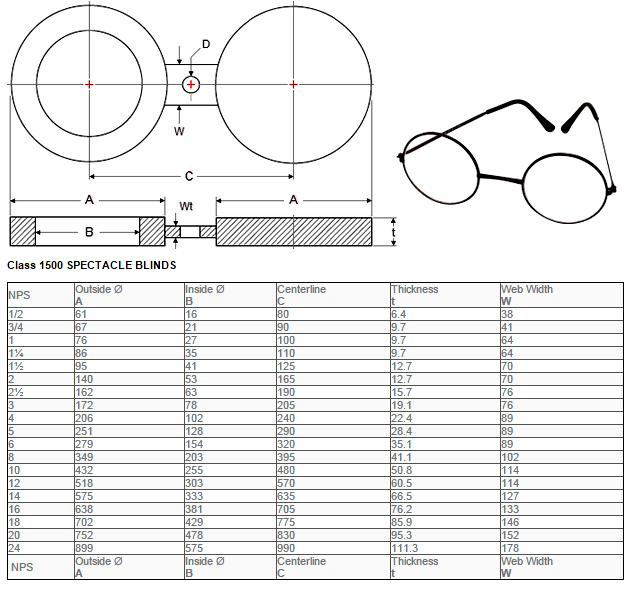 D
W
C
A A
Wt
B t
Class 1500 SPECTACLE BLINDS
NPS Outside Ø A Inside Ø B Centerline C Thickness t Web Width W
1/2 61 16 80 6.4 38
3/4 67 21 90 9.7 41
1 76 27 100 9.7 64
1¼ 86 35 110 9.7 64
1½ 95 41 125 12.7 70
2 140 53 165 12.7 70
2½ 162 63 190 15.7 76
3 172 78 205 19.1 76
4 206 102 240 22.4 89
5 251 128 290 28.4 89
6 279 154 320 35.1 89
8 349 203 395 41.1 102
10 432 255 480 50.8 114
12 518 303 570 60.5 114
14 575 333 635 66.5 127
16 638 381 705 76.2 133
18 702 429 775 85.9 146
20 752 478 830 95.3 152
24 899 575 990 111.3 178
NPS Outside Ø A Inside Ø B Centerline C Thickness t Web Width W